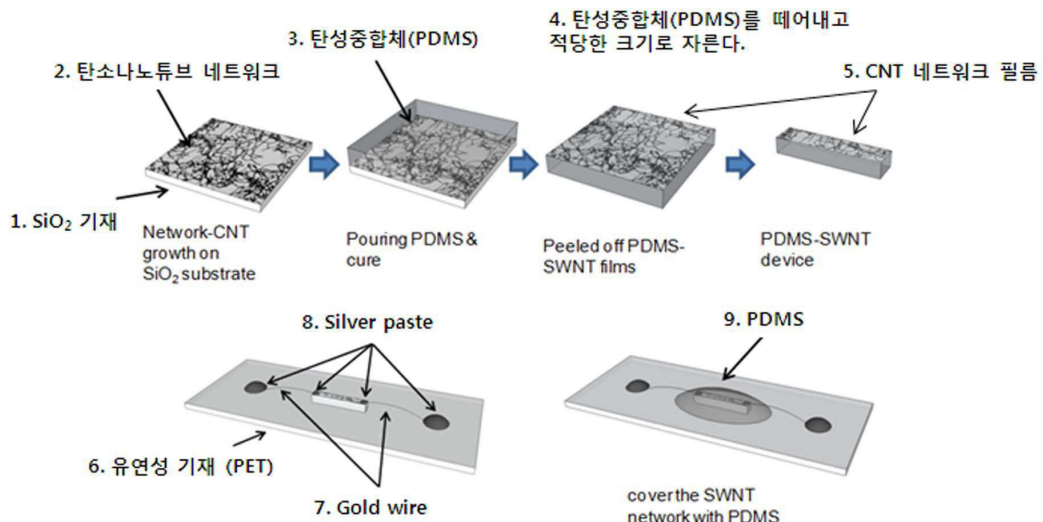 4. 탄성중합체(PDMS)를 떼어내고
적당한 크기로 자른다.
3. 탄성중합체(PDMS)
2. 탄소나노튜브 네트워크
5. CNT 네트워크 필름
1. SiO₂ 기재
Network-CNT
growth on
SiO₂ substrate
Pouring PDMS &
cure
Peeled off PDMS-
SWNT films
PDMS-SWNT
device
8. Silver paste
9. PDMS
6. 유연성 기재 (PET)
7. Gold wire
cover the SWNT
network with PDMS